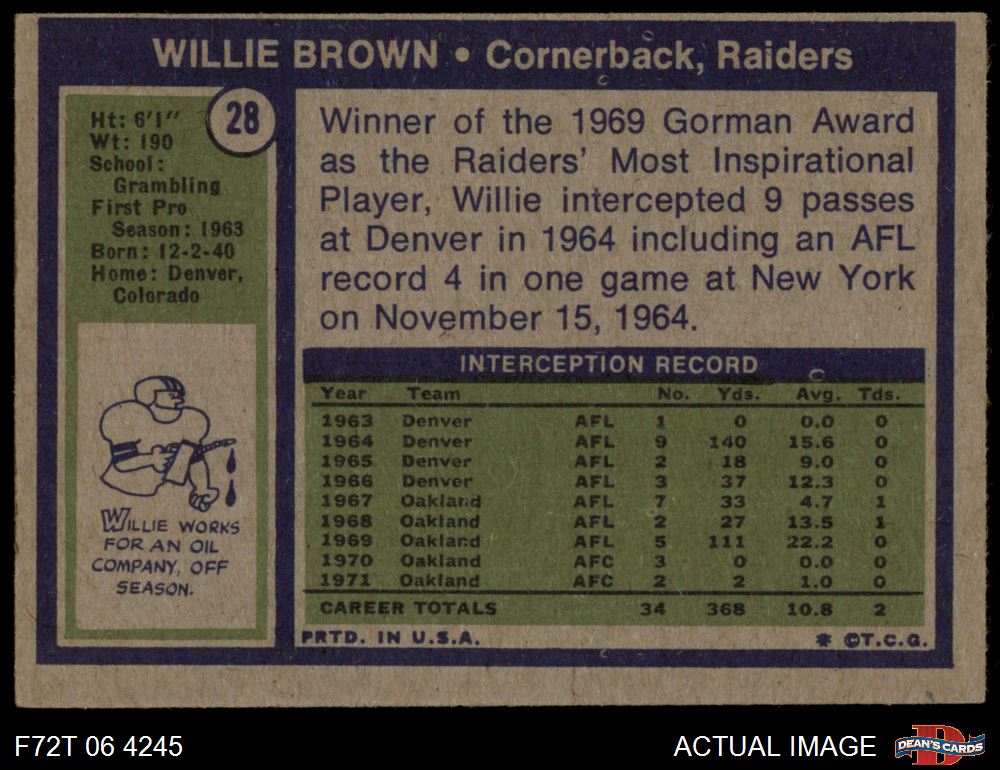 WILLIE BROWN • Cornerback, Raiders
28
Ht: 6'1"
Wt: 190
School:
Grambling
First Pro
Season: 1963
Born: 12-2-40
Home: Denver,
Colorado
WILLIE WORKS
FOR AN OIL
COMPANY, OFF
SEASON.
Winner of the 1969 Gorman Award
as the Raiders' Most Inspirational
Player, Willie intercepted 9 passes
at Denver in 1964 including an AFL
record 4 in one game at New York
on November 15, 1964.
INTERCEPTION RECORD
Year Team No. Yds. Avg. Tds.
1963 Denver AFL 1 0 0.0 0
1964 Denver AFL 9 140 15.6 0
1965 Denver AFL 2 18 9.0 0
1966 Denver AFL 3 37 12.3 0
1967 Oakland AFL 7 33 4.7 1
1968 Oakland AFL 2 27 13.5 1
1969 Oakland AFL 5 111 22.2 0
1970 Oakland AFC 3 0 0.0 0
1971 Oakland AFC 2 2 1.0 0
CAREER TOTALS 34 368 10.8 2
PRTD. IN U.S.A. * ©T.C.G.
F72T 06 4245
ACTUAL IMAGE
D
DEAN'S CARDS